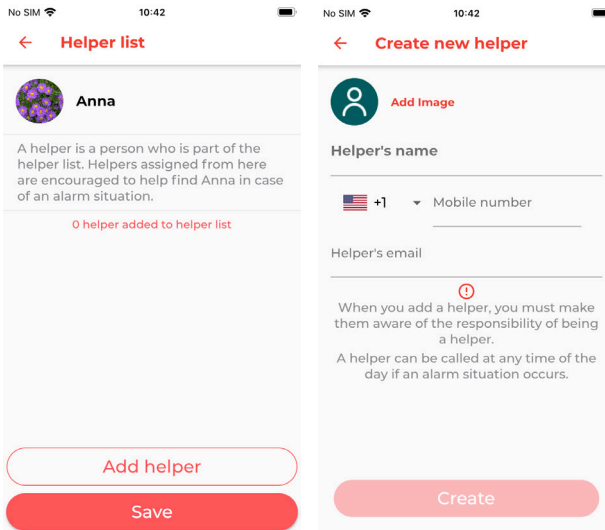 No SIM 10:42
Helper list
Anna
A helper is a person who is part of the
helper list. Helpers assigned from here
are encouraged to help find Anna in case
of an alarm situation.
0 helper added to helper list
Add helper
Save
No SIM 10:42
Create new helper
Add Image
Helper's name
+1 Mobile number
Helper's email
When you add a helper, you must make
them aware of the responsibility of being
a helper.
A helper can be called at any time of the
day if an alarm situation occurs.
Create